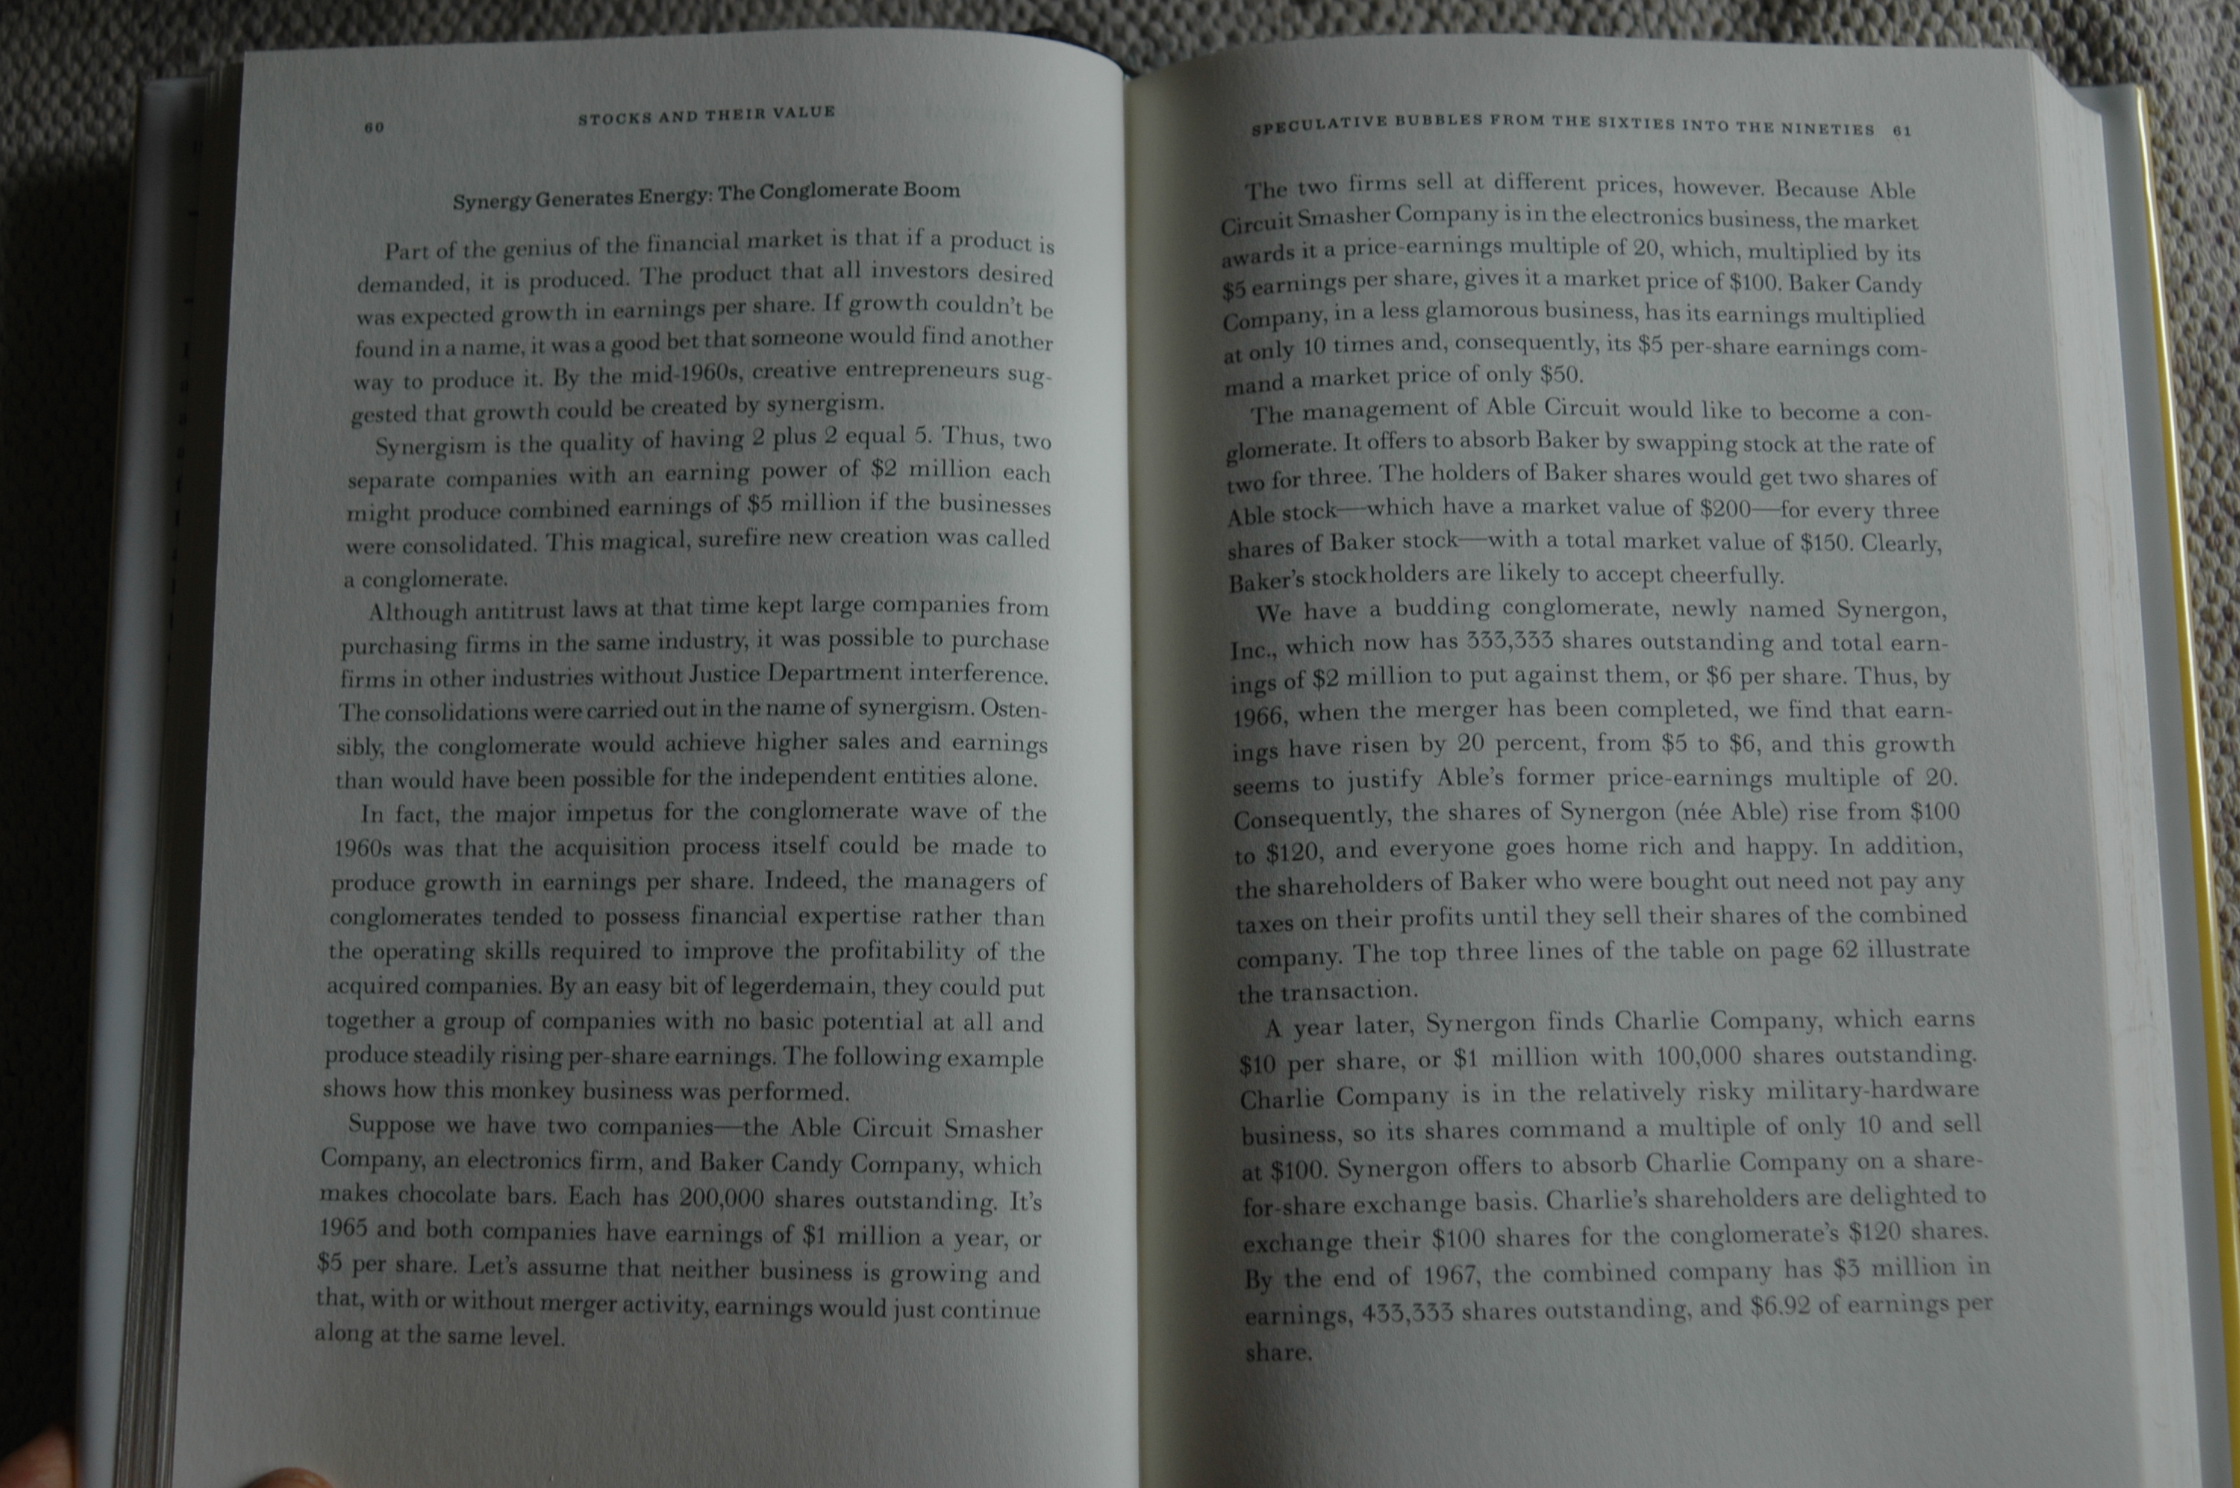 60 STOCKS AND THEIR VALUE
Synergy Generates Energy: The Conglomerate Boom
Part of the genius of the financial market is that if a product is
demanded, it is produced. The product that all investors desired
was expected growth in earnings per share. If growth couldn't be
found in a name, it was a good bet that someone would find another
way to produce it. By the mid-1960s, creative entrepreneurs sug-
gested that growth could be created by synergism.
Synergism is the quality of having 2 plus 2 equal 5. Thus, two
separate companies with an earning power of $2 million each
might produce combined earnings of $5 million if the businesses
were consolidated. This magical, surefire new creation was called
a conglomerate.
Although antitrust laws at that time kept large companies from
purchasing firms in the same industry, it was possible to purchase
firms in other industries without Justice Department interference.
The consolidations were carried out in the name of synergism. Osten-
sibly, the conglomerate would achieve higher sales and earnings
than would have been possible for the independent entities alone.
In fact, the major impetus for the conglomerate wave of the
1960s was that the acquisition process itself could be made to
produce growth in earnings per share. Indeed, the managers of
conglomerates tended to possess financial expertise rather than
the operating skills required to improve the profitability of the
acquired companies. By an easy bit of legerdemain, they could put
together a group of companies with no basic potential at all and
produce steadily rising per-share earnings. The following example
shows how this monkey business was performed.
Suppose we have two companies—the Able Circuit Smasher
Company, an electronics firm, and Baker Candy Company, which
makes chocolate bars. Each has 200,000 shares outstanding. It's
1965 and both companies have earnings of $1 million a year, or
$5 per share. Let's assume that neither business is growing and
that, with or without merger activity, earnings would just continue
along at the same level.
SPECULATIVE BUBBLES FROM THE SIXTIES INTO THE NINETIES 61
The two firms sell at different prices, however. Because Able
Circuit Smasher Company is in the electronics business, the market
awards it a price-earnings multiple of 20, which, multiplied by its
$5 earnings per share, gives it a market price of $100. Baker Candy
Company, in a less glamorous business, has its earnings multiplied
at only 10 times and, consequently, its $5 per-share earnings com-
mand a market price of only $50.
The management of Able Circuit would like to become a con-
glomerate. It offers to absorb Baker by swapping stock at the rate of
two for three. The holders of Baker shares would get two shares of
Able stock—which have a market value of $200—for every three
shares of Baker stock—with a total market value of $150. Clearly,
Baker's stockholders are likely to accept cheerfully.
We have a budding conglomerate, newly named Synergon,
Inc., which now has 333,333 shares outstanding and total earn-
ings of $2 million to put against them, or $6 per share. Thus, by
1966, when the merger has been completed, we find that earn-
ings have risen by 20 percent, from $5 to $6, and this growth
seems to justify Able's former price-earnings multiple of 20.
Consequently, the shares of Synergon (née Able) rise from $100
to $120, and everyone goes home rich and happy. In addition,
the shareholders of Baker who were bought out need not pay any
taxes on their profits until they sell their shares of the combined
company. The top three lines of the table on page 62 illustrate
the transaction.
A year later, Synergon finds Charlie Company, which earns
$10 per share, or $1 million with 100,000 shares outstanding.
Charlie Company is in the relatively risky military-hardware
business, so its shares command a multiple of only 10 and sell
at $100. Synergon offers to absorb Charlie Company on a share-
for-share exchange basis. Charlie's shareholders are delighted to
exchange their $100 shares for the conglomerate's $120 shares.
By the end of 1967, the combined company has $3 million in
earnings, 433,333 shares outstanding, and $6.92 of earnings per
share.